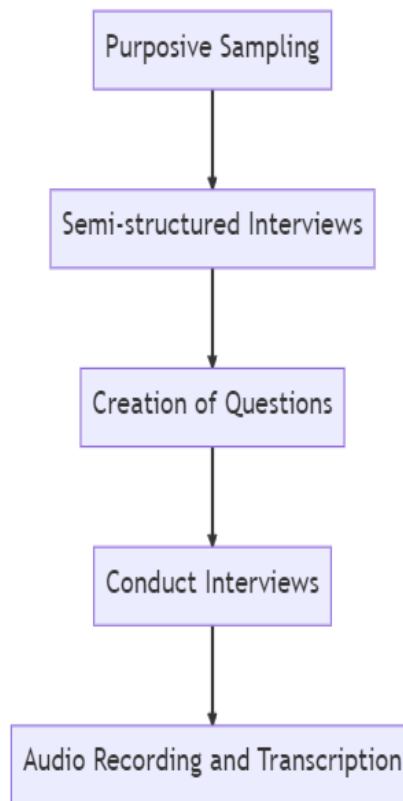 Purposive Sampling
Semi-structured Interviews
Creation of Questions
Conduct Interviews
Audio Recording and Transcription